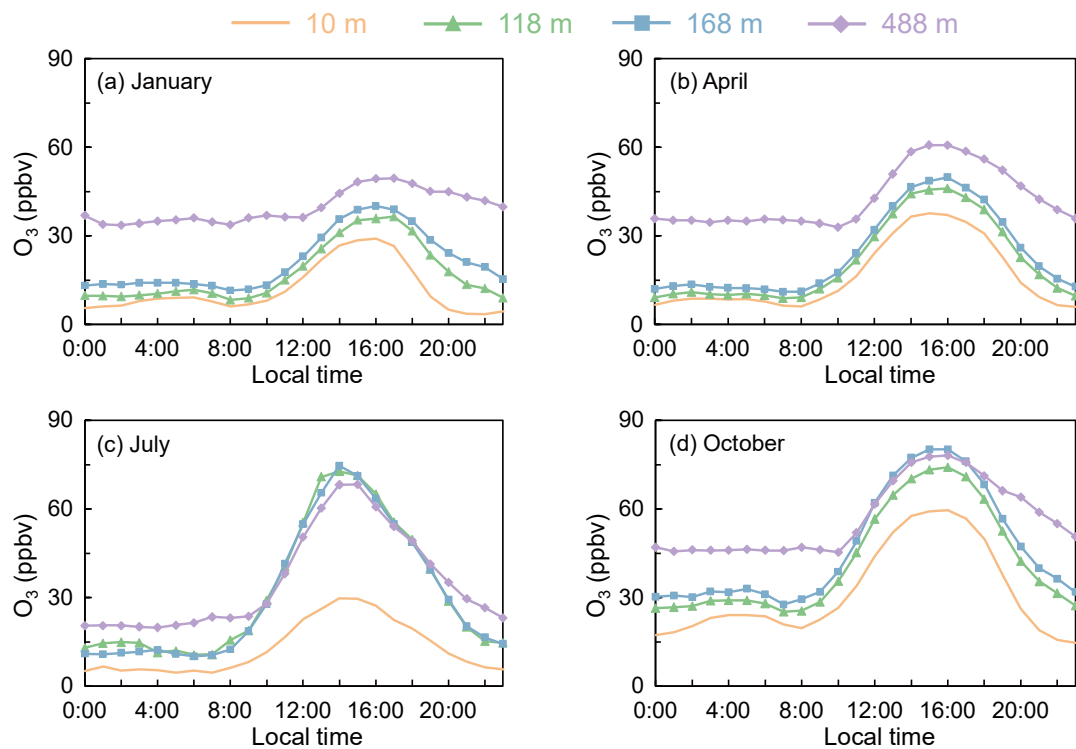 10 m 118 m 168 m 488 m
(a) January
O₃ (ppbv)
90
60
30
0
0:00 4:00 8:00 12:00 16:00 20:00
Local time
(b) April
O₃ (ppbv)
90
60
30
0
0:00 4:00 8:00 12:00 16:00 20:00
Local time
(c) July
O₃ (ppbv)
90
60
30
0
0:00 4:00 8:00 12:00 16:00 20:00
Local time
(d) October
O₃ (ppbv)
90
60
30
0
0:00 4:00 8:00 12:00 16:00 20:00
Local time